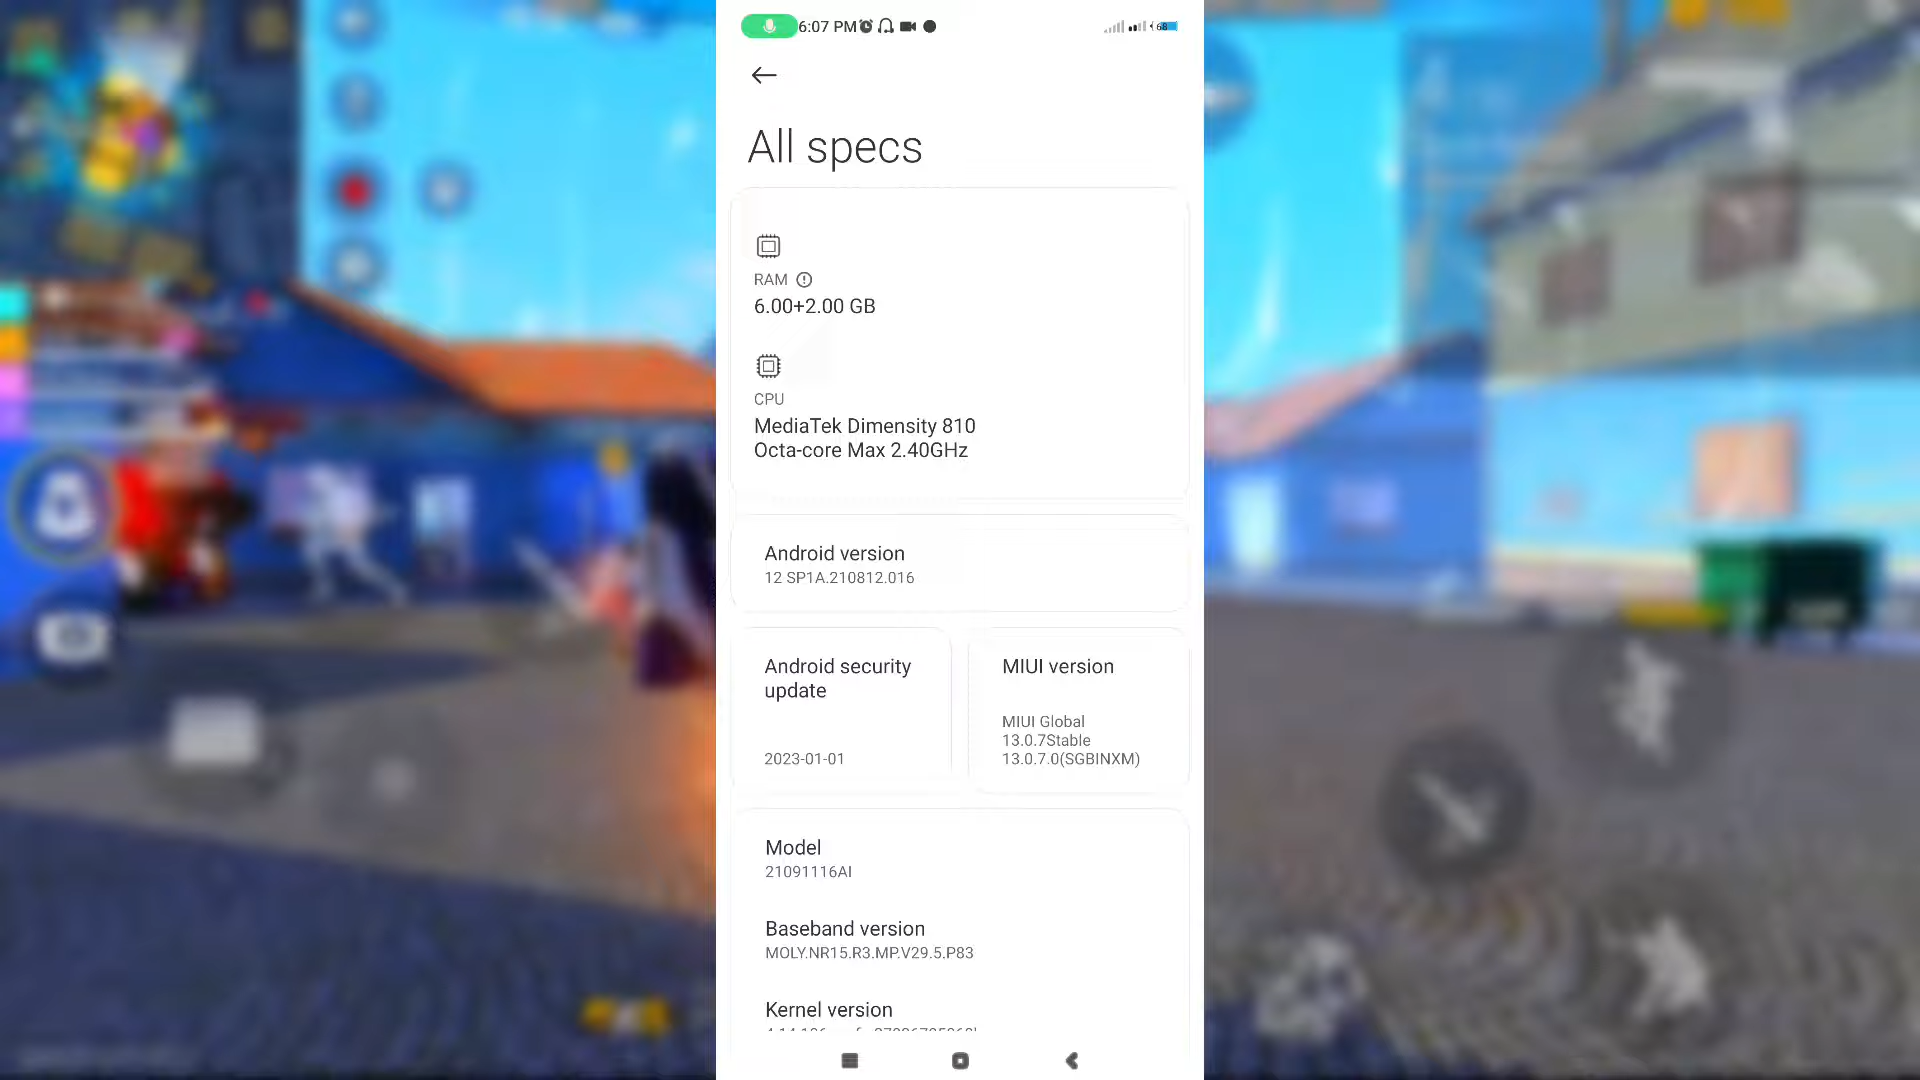 6:07 PM
68
All specs
RAM
6.00+2.00 GB
CPU
MediaTek Dimensity 810
Octa-core Max 2.40GHz
Android version
12 SP1A.210812.016
Android security
update
2023-01-01
MIUI version
MIUI Global
13.0.7Stable
13.0.7.0(SGBINXM)
Model
21091116AI
Baseband version
MOLY.NR15.R3.MP.V29.5.P83
Kernel version